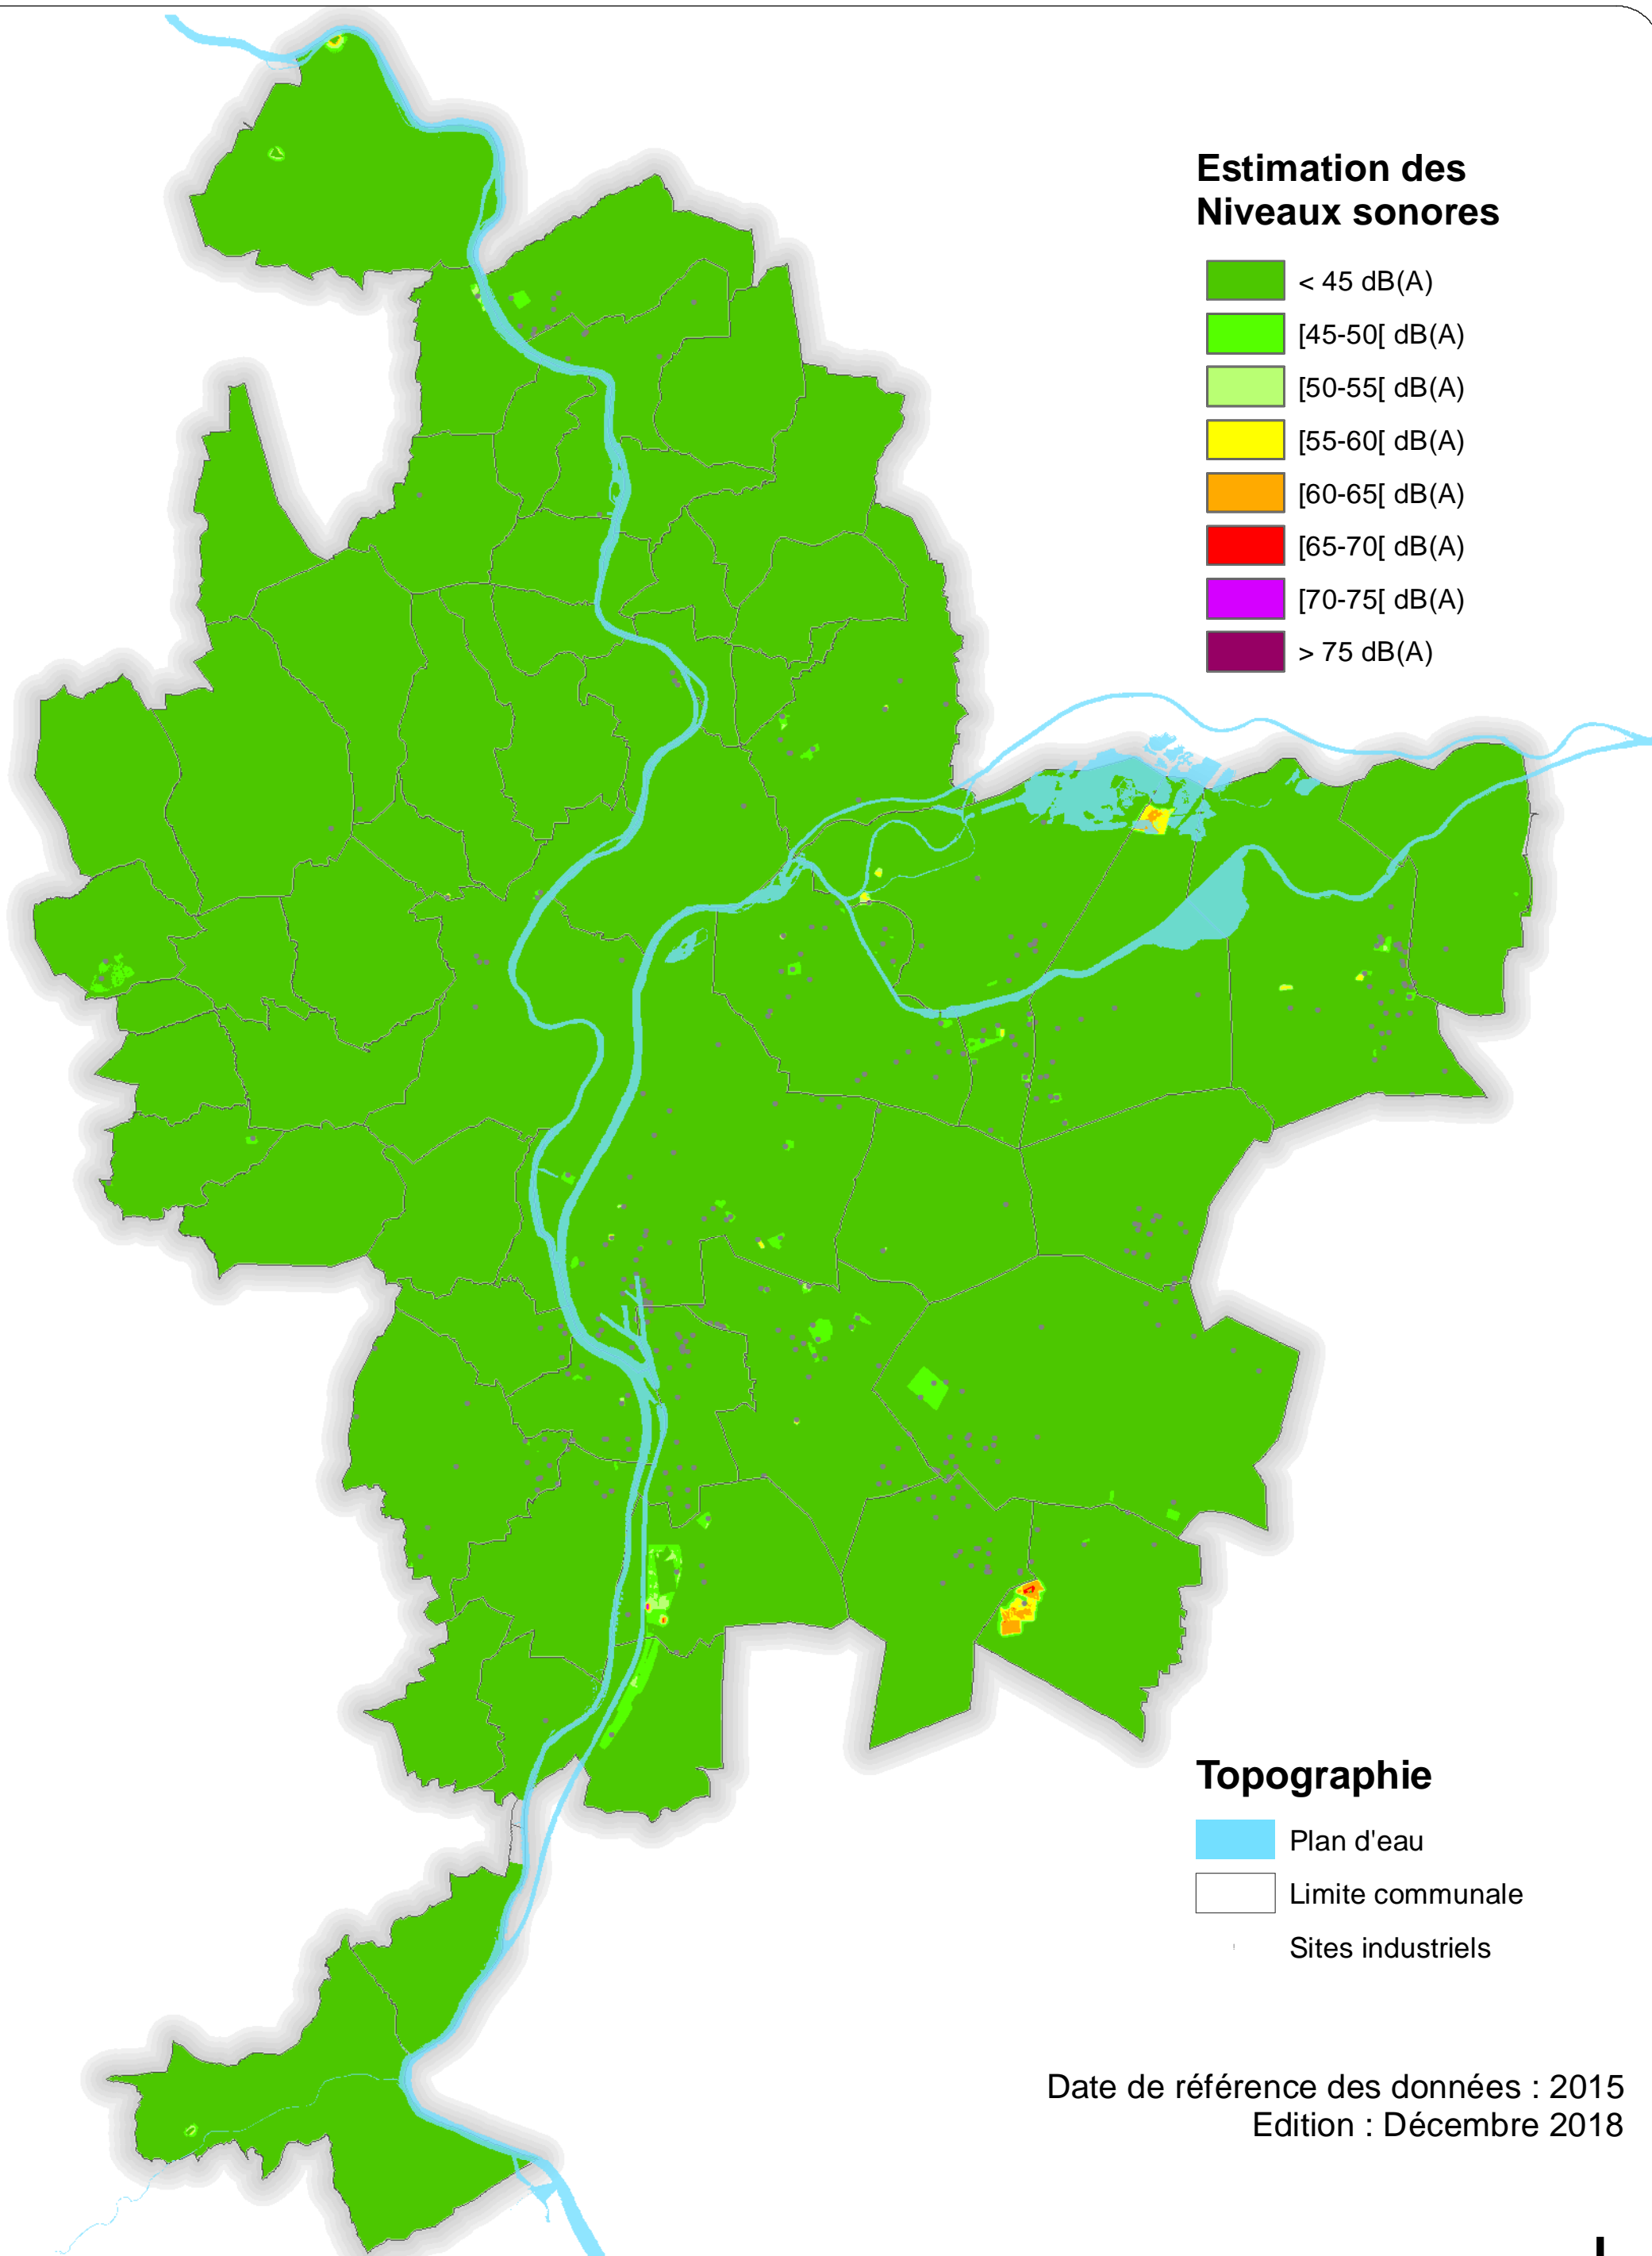 Estimation des
Niveaux sonores
< 45 dB(A)
[45-50[ dB(A)
[50-55[ dB(A)
[55-60[ dB(A)
[60-65[ dB(A)
[65-70[ dB(A)
[70-75[ dB(A)
> 75 dB(A)
Topographie
Plan d'eau
Limite communale
Sites industriels
Date de référence des données : 2015
Edition : Décembre 2018